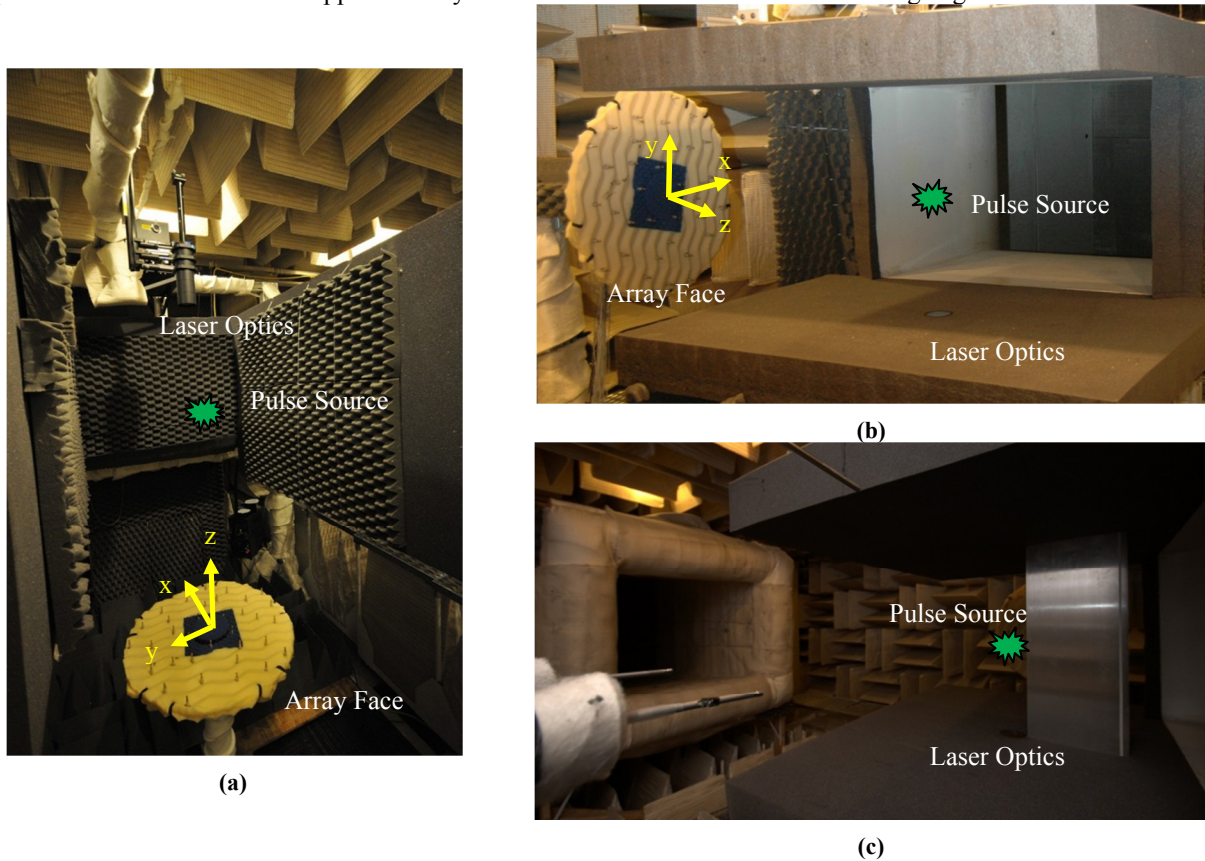 z
x
y
Laser Optics
Pulse Source
Array Face
(a)
y
x
z
Pulse Source
Array Face
Laser Optics
(b)
Pulse Source
Laser Optics
(c)